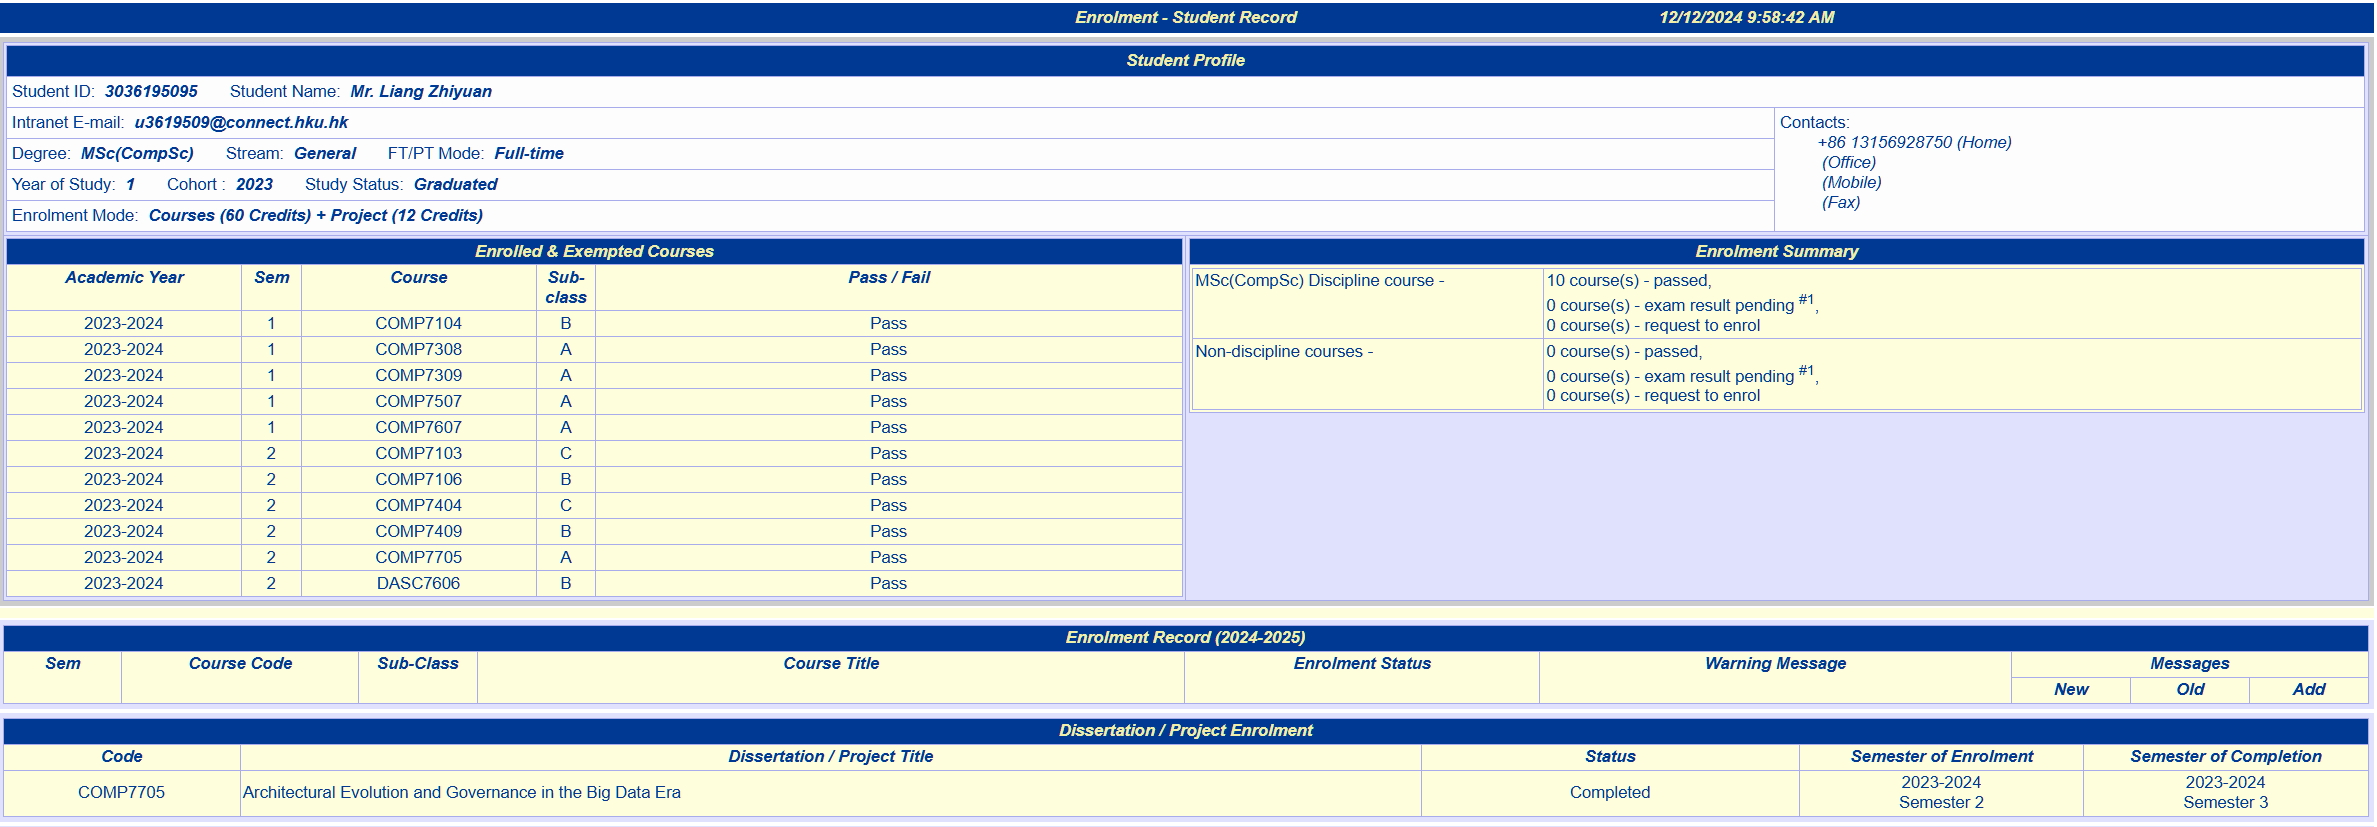 Enrolment - Student Record 12/12/2024 9:58:42 AM
Student Profile
Student ID: 3036195095 Student Name: Mr. Liang Zhiyuan
Intranet E-mail: u3619509@connect.hku.hk
Degree: MSc(CompSc) Stream: General FT/PT Mode: Full-time
Year of Study: 1 Cohort : 2023 Study Status: Graduated
Enrolment Mode: Courses (60 Credits) + Project (12 Credits)
Contacts:
+86 13156928750 (Home)
(Office)
(Mobile)
(Fax)
Enrolled & Exempted Courses
Academic Year Sem Course Sub-class Pass / Fail
2023-2024 1 COMP7104 B Pass
2023-2024 1 COMP7308 A Pass
2023-2024 1 COMP7309 A Pass
2023-2024 1 COMP7507 A Pass
2023-2024 1 COMP7607 A Pass
2023-2024 2 COMP7103 C Pass
2023-2024 2 COMP7106 B Pass
2023-2024 2 COMP7404 C Pass
2023-2024 2 COMP7409 B Pass
2023-2024 2 COMP7705 A Pass
2023-2024 2 DASC7606 B Pass
Enrolment Summary
MSc(CompSc) Discipline course - 10 course(s) - passed,
0 course(s) - exam result pending #1,
0 course(s) - request to enrol
Non-discipline courses - 0 course(s) - passed,
0 course(s) - exam result pending #1,
0 course(s) - request to enrol
Enrolment Record (2024-2025)
Sem Course Code Sub-Class Course Title Enrolment Status Warning Message Messages
New Old Add
Dissertation / Project Enrolment
Code Dissertation / Project Title Status Semester of Enrolment Semester of Completion
COMP7705 Architectural Evolution and Governance in the Big Data Era Completed 2023-2024 Semester 2 2023-2024 Semester 3